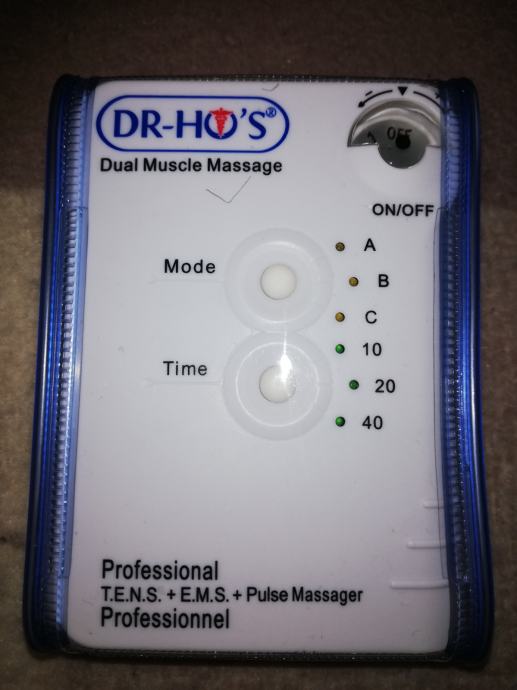 DR-HO'S®
Dual Muscle Massage
OFF
ON/OFF
Mode
A
B
C
Time
10
20
40
Professional
T.E.N.S. + E.M.S. + Pulse Massager
Professionnel